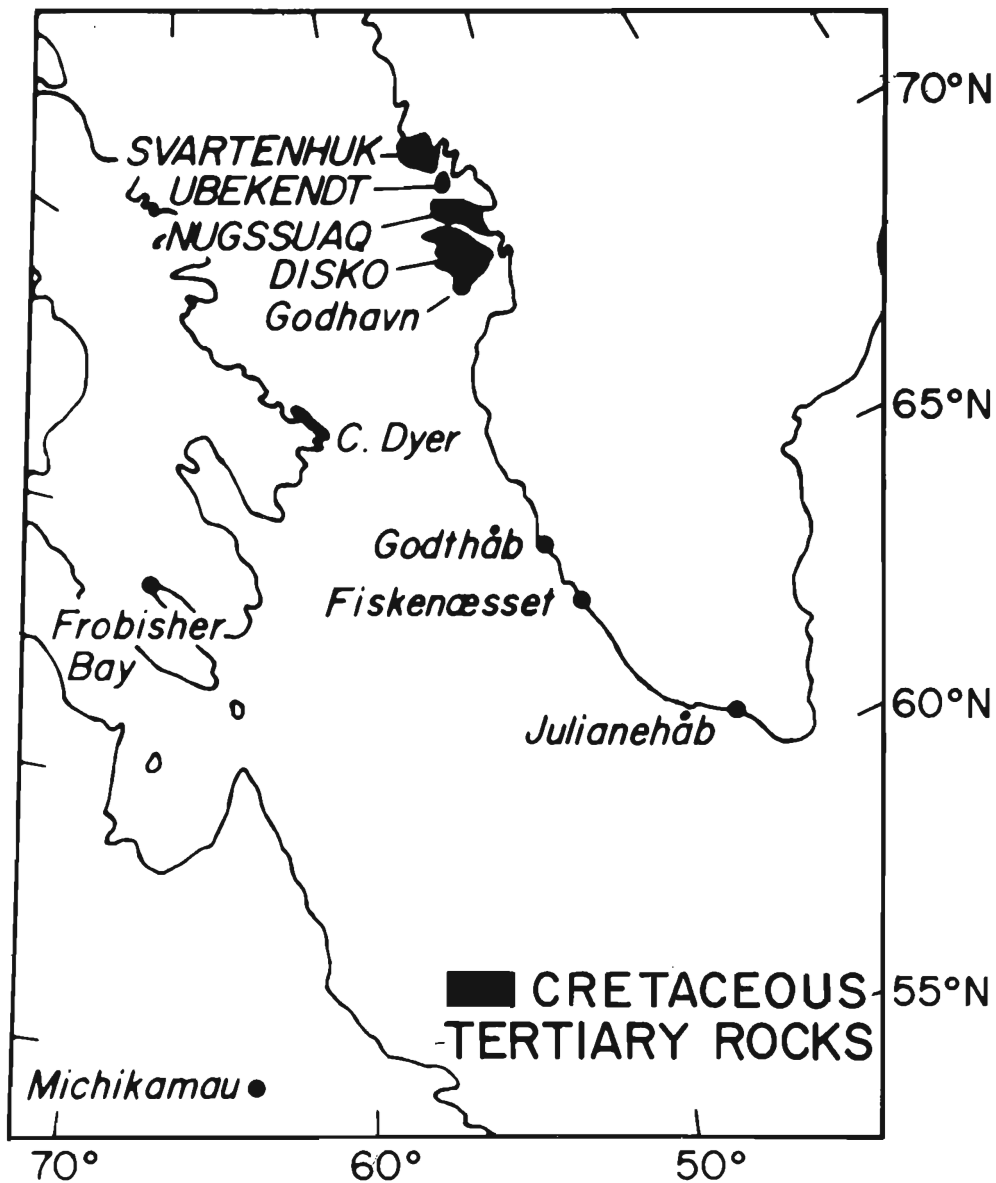 70°N
SVARTENHUK
UBEKENDT
NUGSSUAQ
DISKO
Godhavn
65°N
C. Dyer
Godthåb
Fiskenæsset
Frobisher
Bay
60°N
Julianehåb
CRETACEOUS
55°N
TERTIARY ROCKS
Michikamau
70° 60° 50°